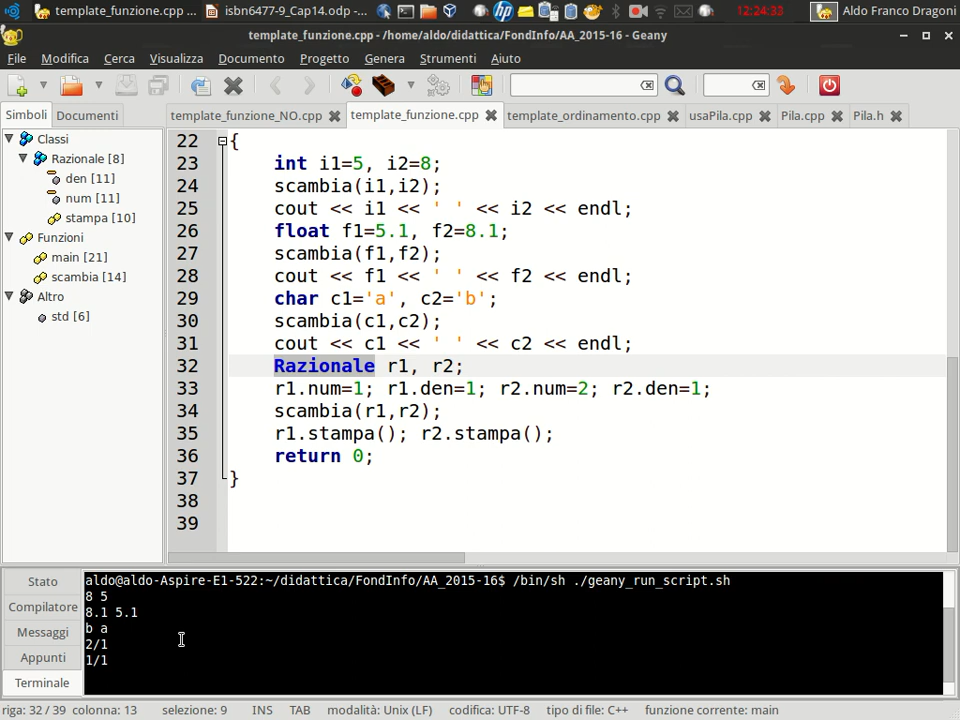 template_funzione.cpp ... isbn6477-9_Cap14.odp -... 12:24:33 Aldo Franco Dragoni
template_funzione.cpp - /home/aldo/didattica/FondInfo/AA_2015-16 - Geany
File Modifica Cerca Visualizza Documento Progetto Genera Strumenti Aiuto
Simboli Documenti template_funzione_NO.cpp template_funzione.cpp template_ordinamento.cpp usaPila.cpp Pila.cpp Pila.h
Classi
Razionale [8]
den [11]
num [11]
stampa [10]
Funzioni
main [21]
scambia [14]
Altro
std [6]
22 {
23 int i1=5, i2=8;
24 scambia(i1,i2);
25 cout << i1 << ' ' << i2 << endl;
26 float f1=5.1, f2=8.1;
27 scambia(f1,f2);
28 cout << f1 << ' ' << f2 << endl;
29 char c1='a', c2='b';
30 scambia(c1,c2);
31 cout << c1 << ' ' << c2 << endl;
32 Razionale r1, r2;
33 r1.num=1; r1.den=1; r2.num=2; r2.den=1;
34 scambia(r1,r2);
35 r1.stampa(); r2.stampa();
36 return 0;
37 }
38
39
Stato
Compilatore
Messaggi
Appunti
Terminale
aldo@aldo-Aspire-E1-522:~/didattica/FondInfo/AA_2015-16$ /bin/sh ./geany_run_script.sh
8 5
8.1 5.1
b a
2/1
1/1
riga: 32 / 39 colonna: 13 selezione: 9 INS TAB modalità: Unix (LF) codifica: UTF-8 tipo di file: C++ funzione corrente: main